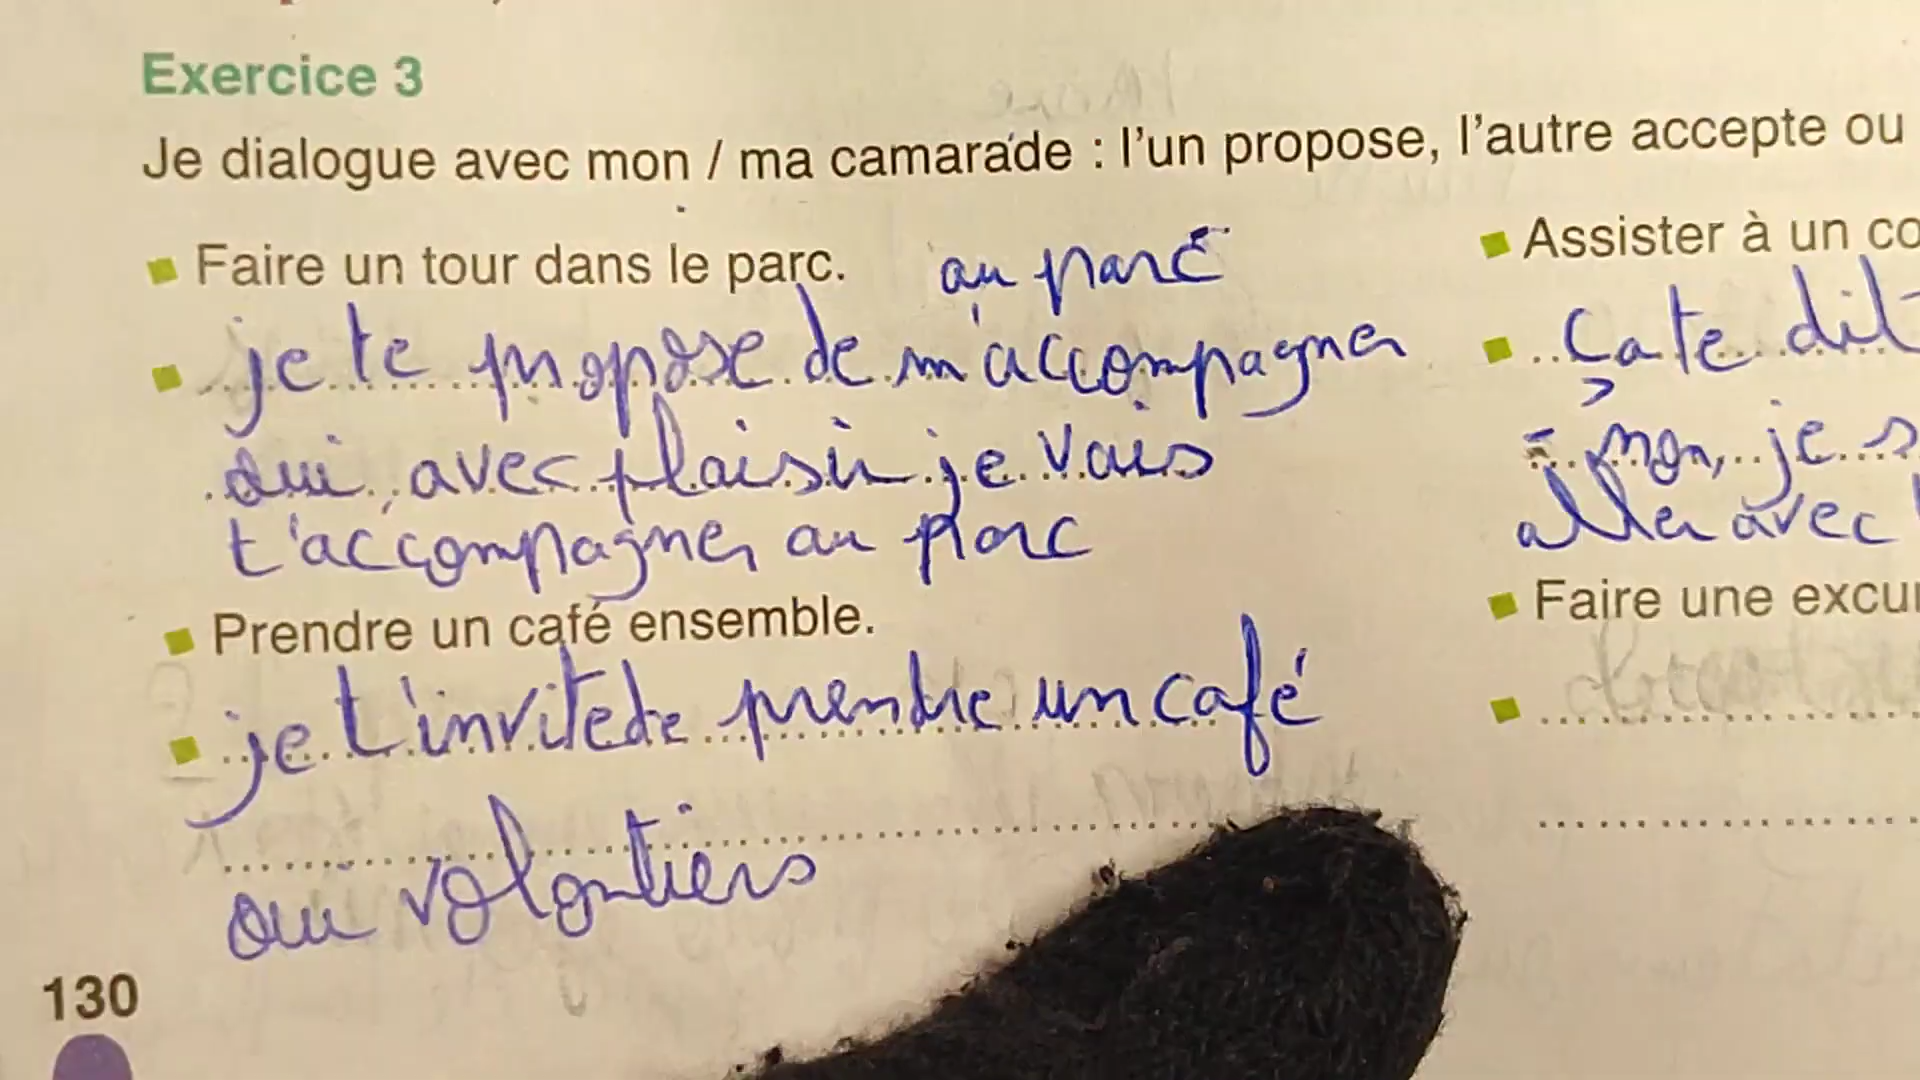 Exercice 3
Je dialogue avec mon / ma camarade : l'un propose, l'autre accepte ou
Faire un tour dans le parc. au parc
je te propose de m'accompagner
oui, avec plaisir je vais
t'accompagner au parc
Prendre un café ensemble.
je t'invite de prendre un café
oui volontiers
130
Assister à un co
Ça te dit
- non, je s
aller avec
Faire une excur